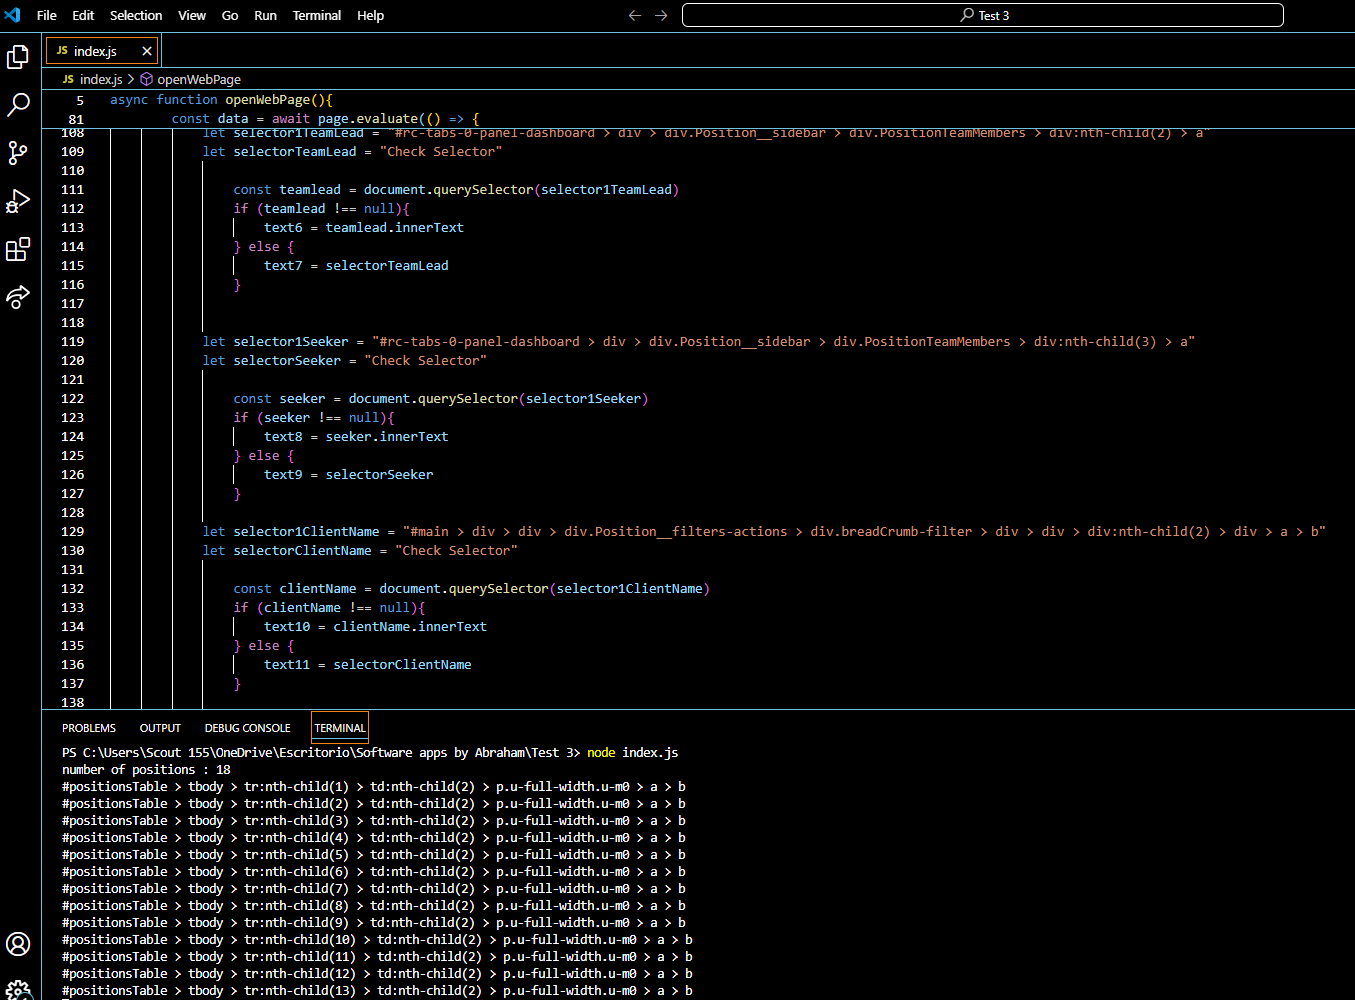 File Edit Selection View Go Run Terminal Help
Test 3
JS index.js
JS index.js > openWebPage
5 async function openWebPage(){
81 const data = await page.evaluate(() => {
108 let selector1TeamLead = "#rc-tabs-0-panel-dashboard > div > div.Position__sidebar > div.PositionTeamMembers > div:nth-child(2) > a"
109 let selectorTeamLead = "Check Selector"
110
111 const teamlead = document.querySelector(selector1TeamLead)
112 if (teamlead !== null){
113 text6 = teamlead.innerText
114 } else {
115 text7 = selectorTeamLead
116 }
117
118
119 let selector1Seeker = "#rc-tabs-0-panel-dashboard > div > div.Position__sidebar > div.PositionTeamMembers > div:nth-child(3) > a"
120 let selectorSeeker = "Check Selector"
121
122 const seeker = document.querySelector(selector1Seeker)
123 if (seeker !== null){
124 text8 = seeker.innerText
125 } else {
126 text9 = selectorSeeker
127 }
128
129 let selector1ClientName = "#main > div > div > div.Position__filters-actions > div.breadCrumb-filter > div > div > div:nth-child(2) > div > a > b"
130 let selectorClientName = "Check Selector"
131
132 const clientName = document.querySelector(selector1ClientName)
133 if (clientName !== null){
134 text10 = clientName.innerText
135 } else {
136 text11 = selectorClientName
137 }
138
PROBLEMS OUTPUT DEBUG CONSOLE TERMINAL
PS C:\Users\Scout 155\OneDrive\Escritorio\Software apps by Abraham\Test 3> node index.js
number of positions : 18
#positionsTable > tbody > tr:nth-child(1) > td:nth-child(2) > p.u-full-width.u-m0 > a > b
#positionsTable > tbody > tr:nth-child(2) > td:nth-child(2) > p.u-full-width.u-m0 > a > b
#positionsTable > tbody > tr:nth-child(3) > td:nth-child(2) > p.u-full-width.u-m0 > a > b
#positionsTable > tbody > tr:nth-child(4) > td:nth-child(2) > p.u-full-width.u-m0 > a > b
#positionsTable > tbody > tr:nth-child(5) > td:nth-child(2) > p.u-full-width.u-m0 > a > b
#positionsTable > tbody > tr:nth-child(6) > td:nth-child(2) > p.u-full-width.u-m0 > a > b
#positionsTable > tbody > tr:nth-child(7) > td:nth-child(2) > p.u-full-width.u-m0 > a > b
#positionsTable > tbody > tr:nth-child(8) > td:nth-child(2) > p.u-full-width.u-m0 > a > b
#positionsTable > tbody > tr:nth-child(9) > td:nth-child(2) > p.u-full-width.u-m0 > a > b
#positionsTable > tbody > tr:nth-child(10) > td:nth-child(2) > p.u-full-width.u-m0 > a > b
#positionsTable > tbody > tr:nth-child(11) > td:nth-child(2) > p.u-full-width.u-m0 > a > b
#positionsTable > tbody > tr:nth-child(12) > td:nth-child(2) > p.u-full-width.u-m0 > a > b
#positionsTable > tbody > tr:nth-child(13) > td:nth-child(2) > p.u-full-width.u-m0 > a > b